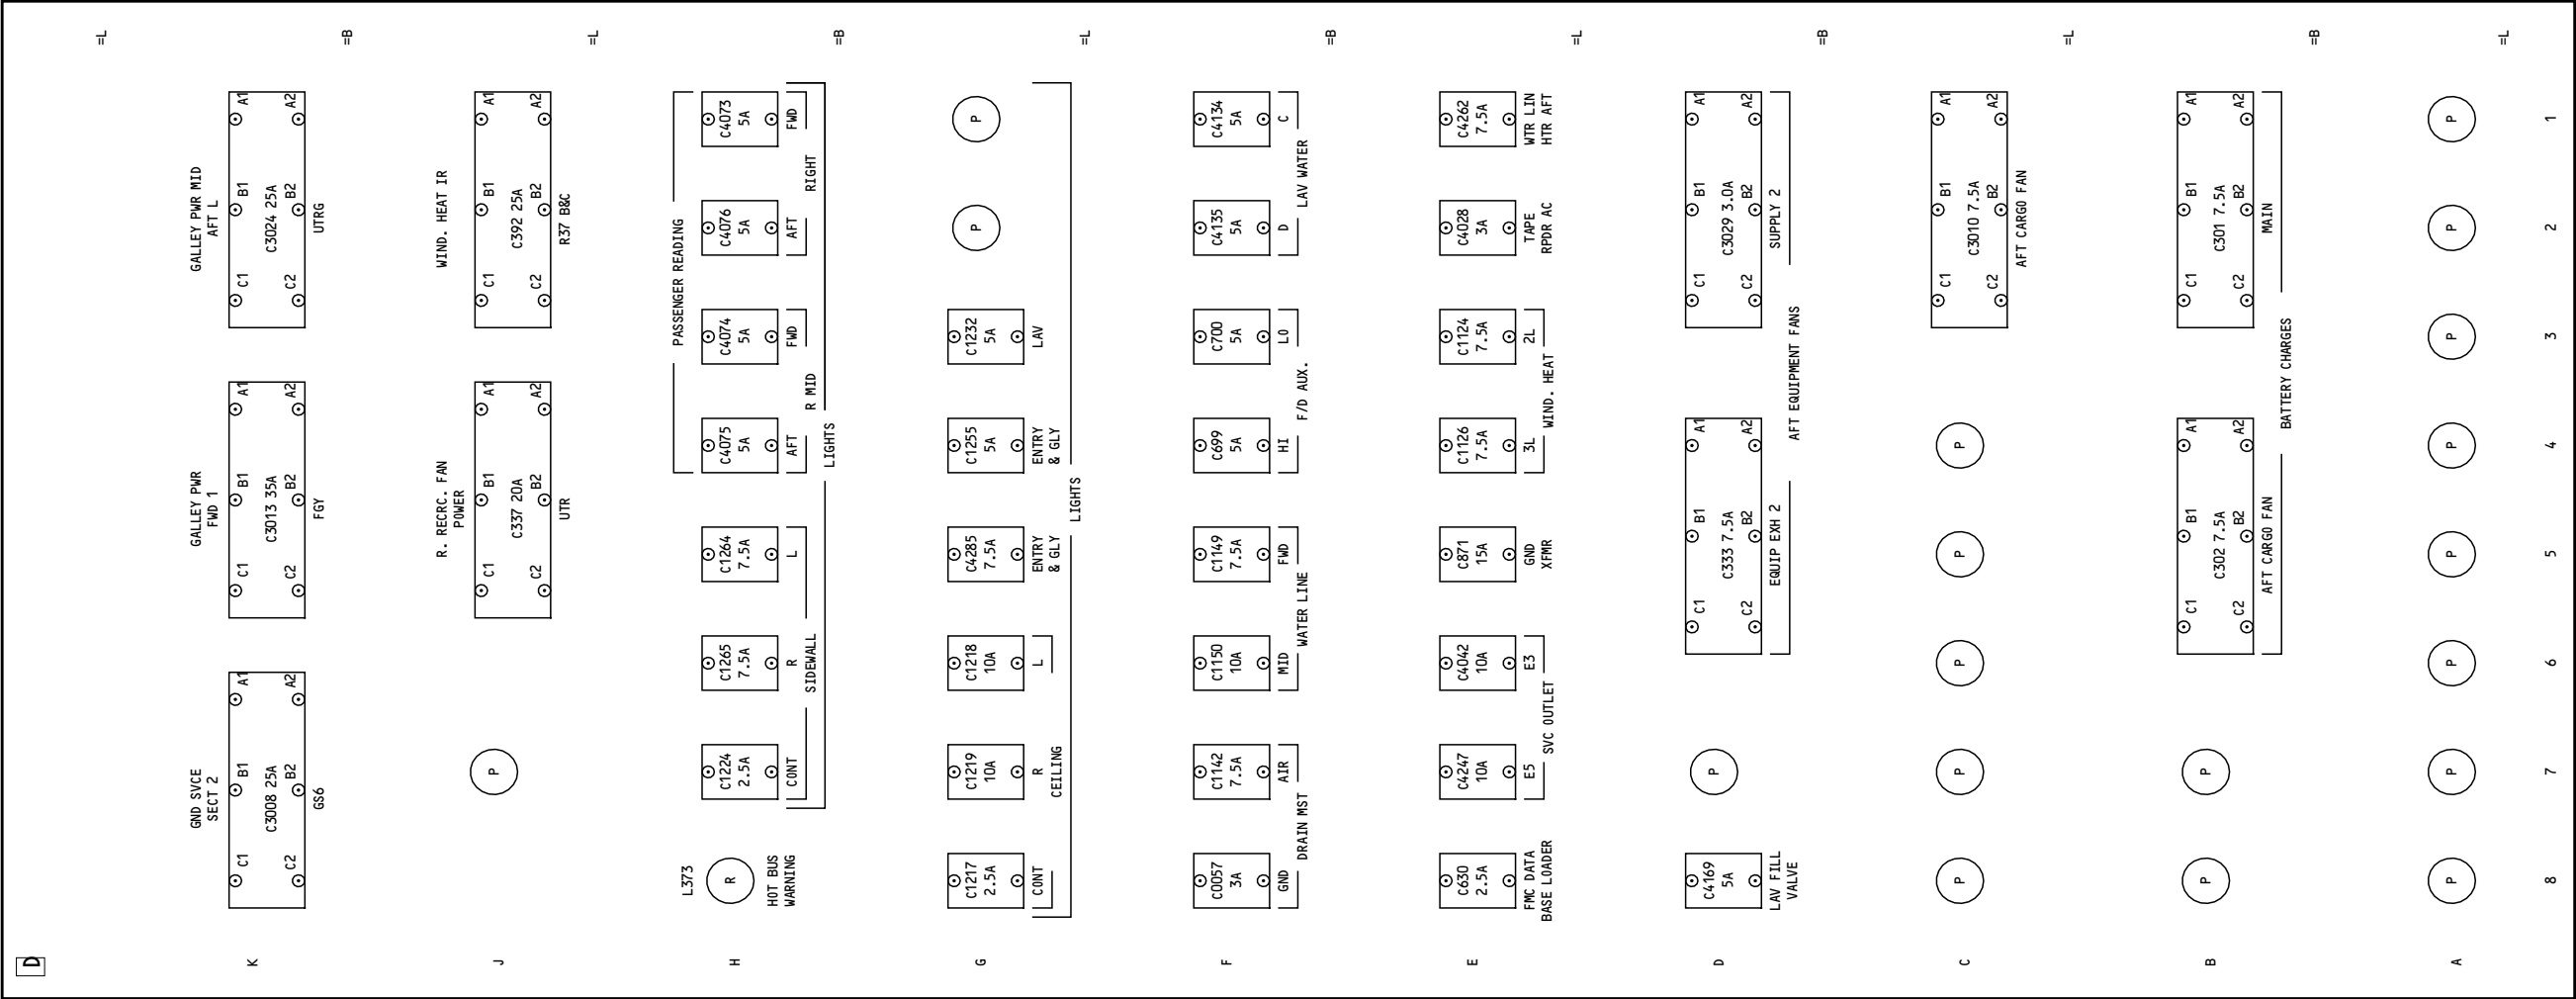 D
=L
GND SVCE
SECT 2
GALLEY PWR
FWD 1
GALLEY PWR MID
AFT L
K
C1 B1 A1
C3008 25A
C2 B2 A2
GS6
C1 B1 A1
C3013 35A
C2 B2 A2
FGY
C1 B1 A1
C3024 25A
C2 B2 A2
UTRG
=B
R. RECRC. FAN
POWER
WIND. HEAT IR
J
P
C1 B1 A1
C337 20A
C2 B2 A2
UTR
C1 B1 A1
C392 25A
C2 B2 A2
R37 B&C
=L
L373
PASSENGER READING
H
R
HOT BUS
WARNING
C1224
2.5A
CONT
C1265
7.5A
R
C1264
7.5A
L
SIDEWALL
C4075
5A
AFT
C4074
5A
FWD
R MID
C4076
5A
AFT
C4073
5A
FWD
RIGHT
LIGHTS
=B
G
C1217
2.5A
CONT
C1219
10A
R
C1218
10A
L
CEILING
C4285
7.5A
ENTRY
& GLY
C1255
5A
ENTRY
& GLY
C1232
5A
LAV
P
P
LIGHTS
=L
F
C0057
3A
GND
C1142
7.5A
AIR
DRAIN MST
C1150
10A
MID
C1149
7.5A
FWD
WATER LINE
C699
5A
HI
C700
5A
LO
F/D AUX.
C4135
5A
D
C4134
5A
C
LAV WATER
=B
E
C630
2.5A
FMC DATA
BASE LOADER
C4247
10A
E5
C4042
10A
E3
SVC OUTLET
C871
15A
GND
XFMR
C1126
7.5A
3L
C1124
7.5A
2L
WIND. HEAT
C4028
3A
TAPE
RPDR AC
C4262
7.5A
WTR LIN
HTR AFT
=L
D
C4169
5A
LAV FILL
VALVE
P
C1 B1 A1
C333 7.5A
C2 B2 A2
EQUIP EXH 2
C1 B1 A1
C3029 3.0A
C2 B2 A2
SUPPLY 2
AFT EQUIPMENT FANS
=B
C
P
P
P
P
P
C1 B1 A1
C3010 7.5A
C2 B2 A2
AFT CARGO FAN
=L
B
P
P
C1 B1 A1
C302 7.5A
C2 B2 A2
AFT CARGO FAN
C1 B1 A1
C301 7.5A
C2 B2 A2
MAIN
BATTERY CHARGES
=B
A
P
P
P
P
P
P
P
P
=L
8 7 6 5 4 3 2 1